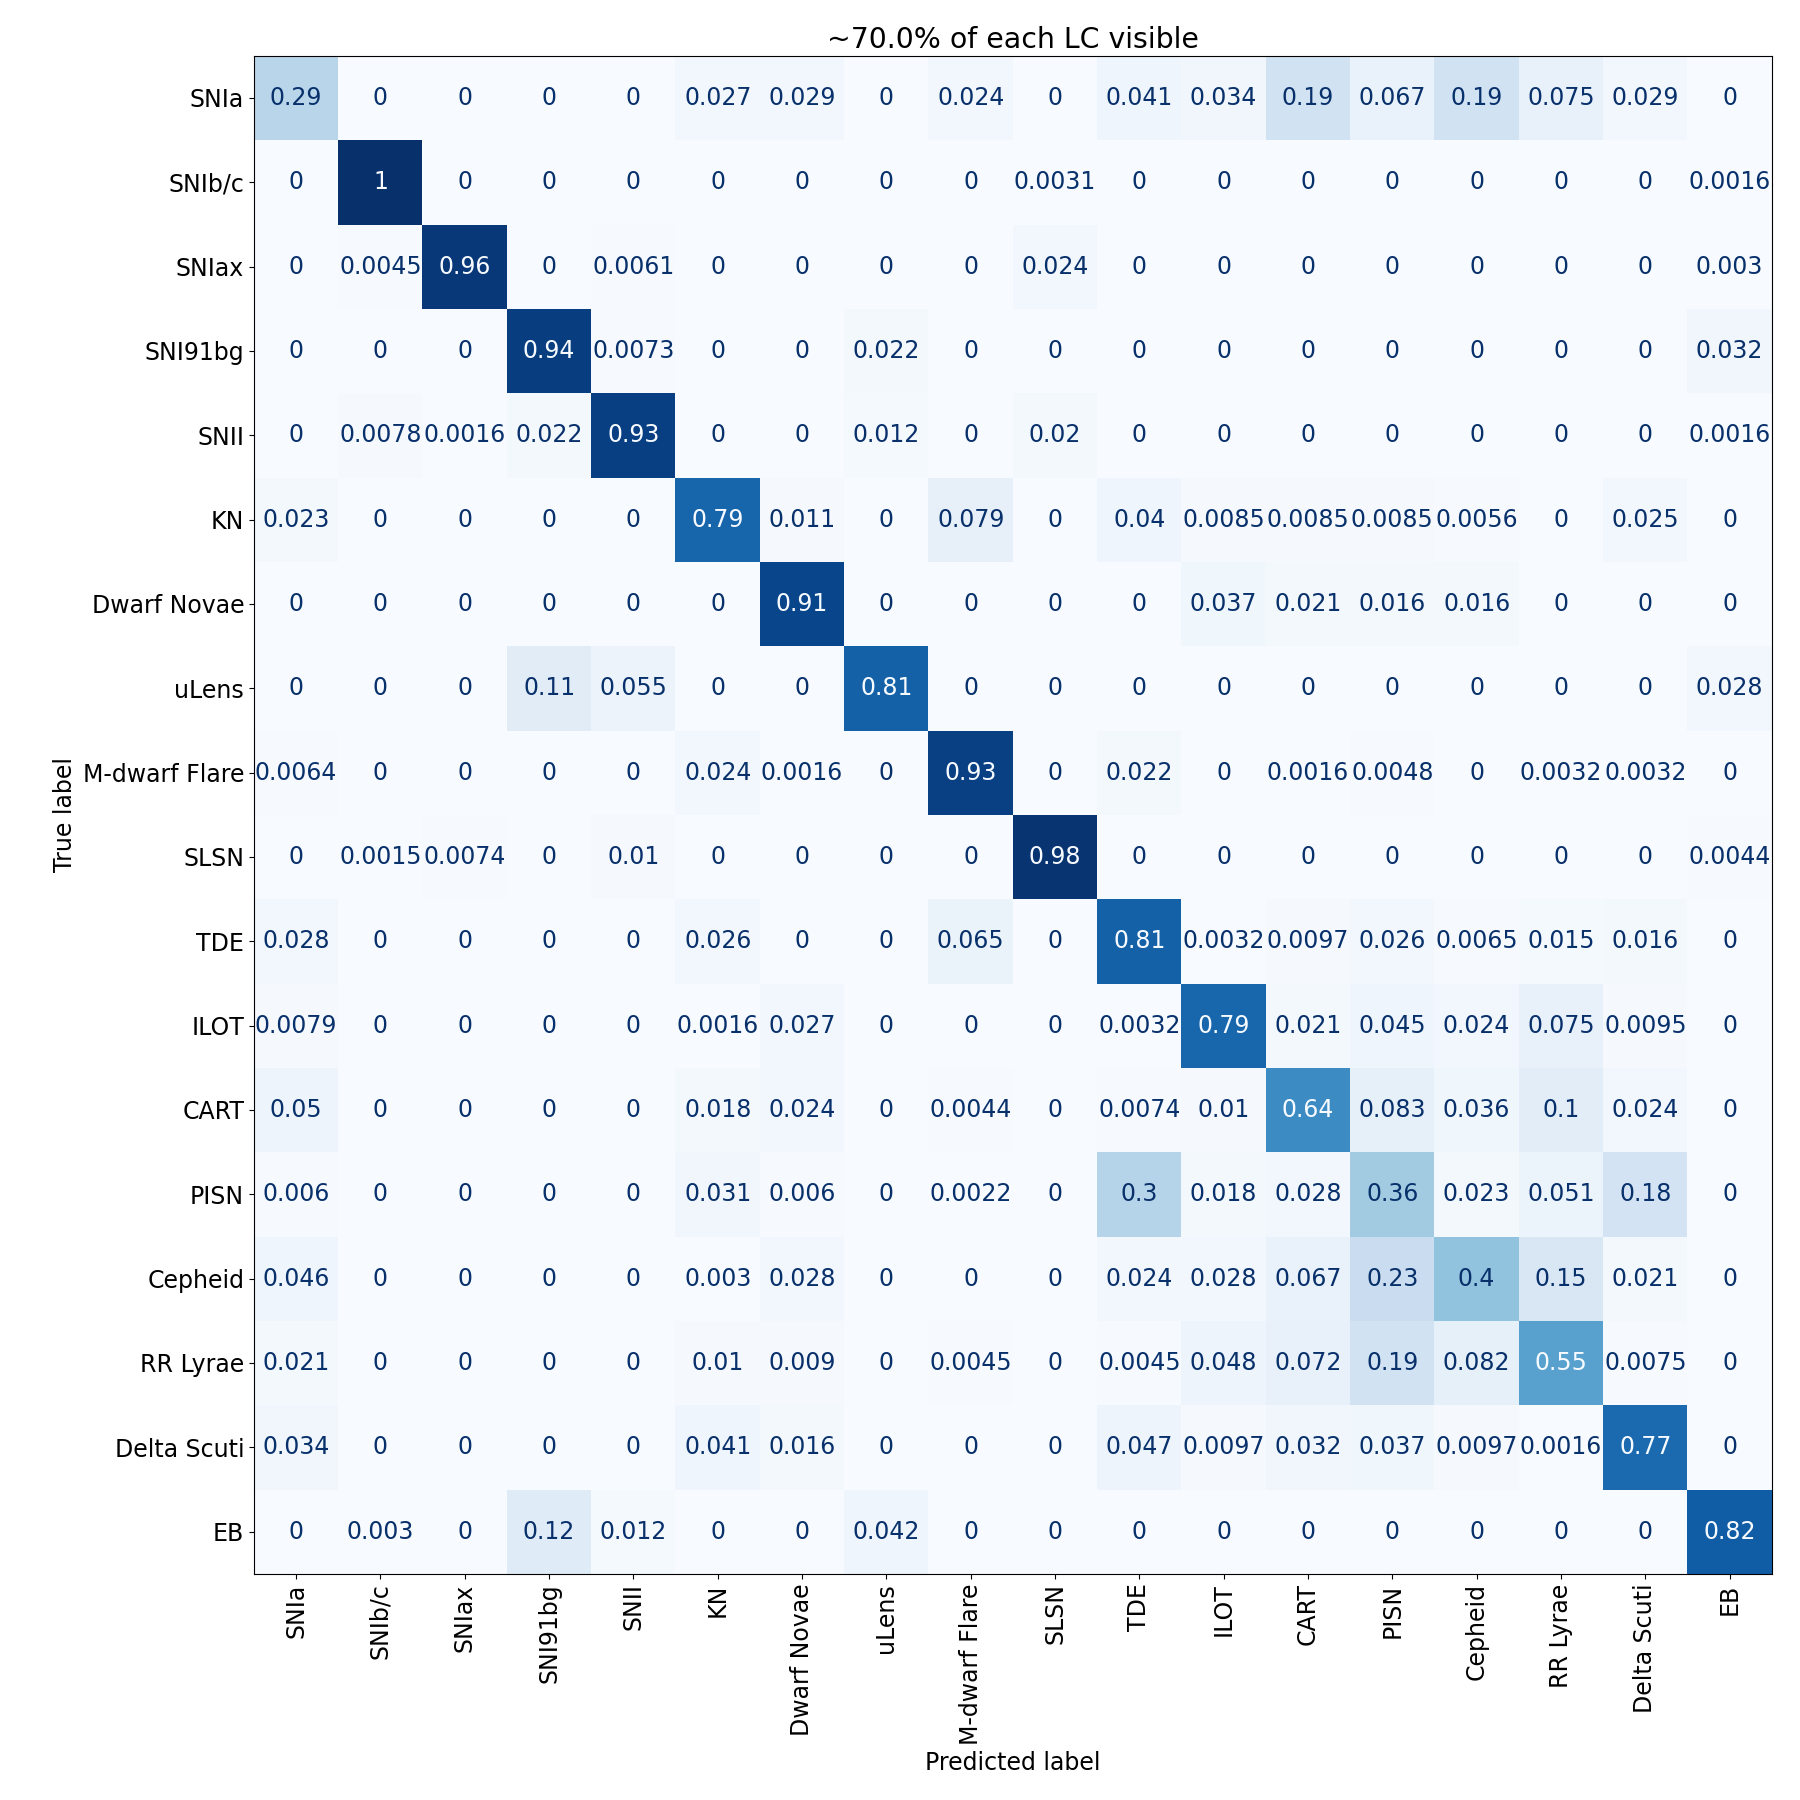 ~70.0% of each LC visible
SNIa 0.29 0 0 0 0 0.027 0.029 0 0.024 0 0.041 0.034 0.19 0.067 0.19 0.075 0.029 0
SNIb/c 0 1 0 0 0 0 0 0 0 0.0031 0 0 0 0 0 0 0 0.0016
SNIax 0 0.0045 0.96 0 0.0061 0 0 0 0 0.024 0 0 0 0 0 0 0 0.003
SNI91bg 0 0 0 0.94 0.0073 0 0 0.022 0 0 0 0 0 0 0 0 0 0.032
SNII 0 0.0078 0.0016 0.022 0.93 0 0 0.012 0 0.02 0 0 0 0 0 0 0 0.0016
KN 0.023 0 0 0 0 0.79 0.011 0 0.079 0 0.04 0.0085 0.0085 0.0085 0.0056 0 0.025 0
Dwarf Novae 0 0 0 0 0 0 0.91 0 0 0 0 0.037 0.021 0.016 0.016 0 0 0
uLens 0 0 0 0.11 0.055 0 0 0.81 0 0 0 0 0 0 0 0 0 0.028
M-dwarf Flare 0.0064 0 0 0 0 0.024 0.0016 0 0.93 0 0.022 0 0.0016 0.0048 0 0.0032 0.0032 0
SLSN 0 0.0015 0.0074 0 0.01 0 0 0 0 0.98 0 0 0 0 0 0 0 0.0044
TDE 0.028 0 0 0 0 0.026 0 0 0.065 0 0.81 0.0032 0.0097 0.026 0.0065 0.015 0.016 0
ILOT 0.0079 0 0 0 0 0.0016 0.027 0 0 0 0.0032 0.79 0.021 0.045 0.024 0.075 0.0095 0
CART 0.05 0 0 0 0 0.018 0.024 0 0.0044 0 0.0074 0.01 0.64 0.083 0.036 0.1 0.024 0
PISN 0.006 0 0 0 0 0.031 0.006 0 0.0022 0 0.3 0.018 0.028 0.36 0.023 0.051 0.18 0
Cepheid 0.046 0 0 0 0 0.003 0.028 0 0 0 0.024 0.028 0.067 0.23 0.4 0.15 0.021 0
RR Lyrae 0.021 0 0 0 0 0.01 0.009 0 0.0045 0 0.0045 0.048 0.072 0.19 0.082 0.55 0.0075 0
Delta Scuti 0.034 0 0 0 0 0.041 0.016 0 0 0 0.047 0.0097 0.032 0.037 0.0097 0.0016 0.77 0
EB 0 0.003 0 0.12 0.012 0 0 0.042 0 0 0 0 0 0 0 0 0 0.82
True label
SNIa
SNIb/c
SNIax
SNI91bg
SNII
KN
Dwarf Novae
uLens
M-dwarf Flare
SLSN
TDE
ILOT
CART
PISN
Cepheid
RR Lyrae
Delta Scuti
EB
Predicted label